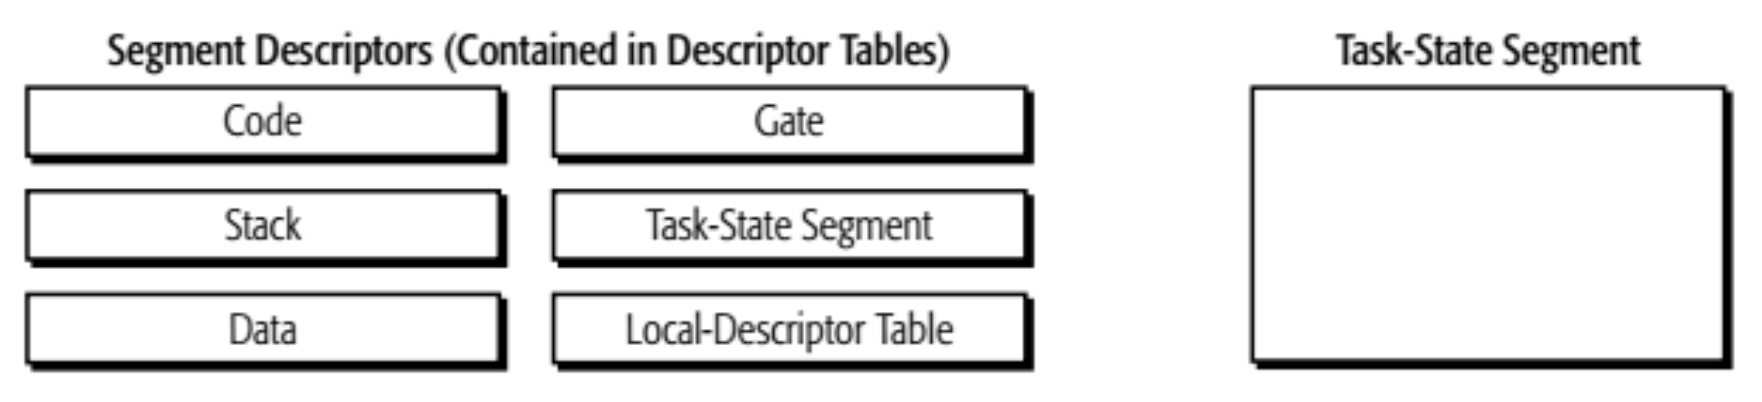 Segment Descriptors (Contained in Descriptor Tables)
Task-State Segment
Code
Gate
Stack
Task-State Segment
Data
Local-Descriptor Table